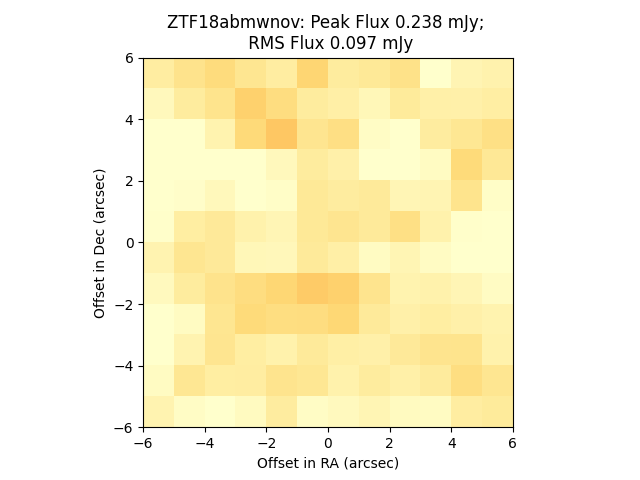 ZTF18abmwnov: Peak Flux 0.238 mJy;
RMS Flux 0.097 mJy
6
4
2
0
−2
−4
−6
Offset in Dec (arcsec)
−6 −4 −2 0 2 4 6
Offset in RA (arcsec)